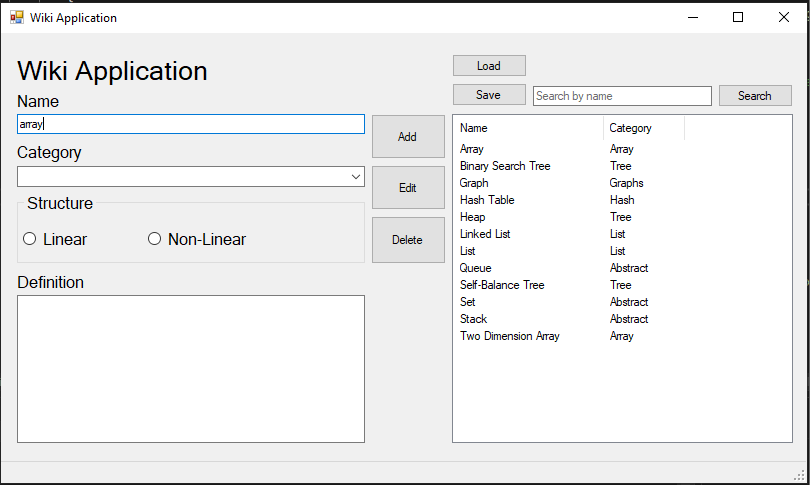 Wiki Application
Wiki Application
Name
array
Category
Structure
Linear Non-Linear
Definition
Add
Edit
Delete
Load
Save Search by name Search
Name Category
Array Array
Binary Search Tree Tree
Graph Graphs
Hash Table Hash
Heap Tree
Linked List List
List List
Queue Abstract
Self-Balance Tree Tree
Set Abstract
Stack Abstract
Two Dimension Array Array